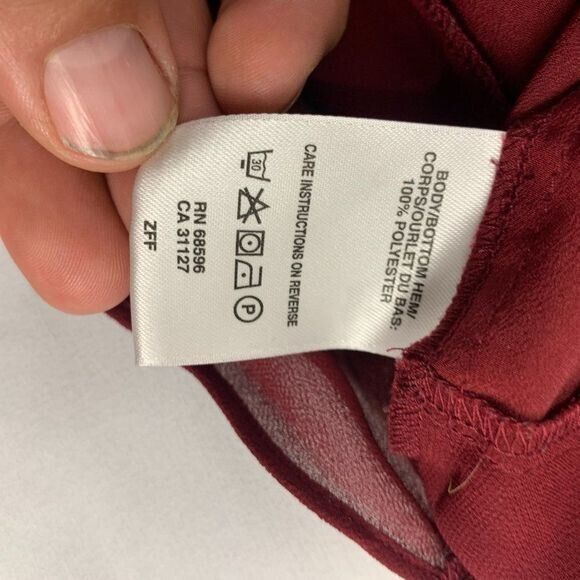 BODY/BOTTOM HEM/
CORPS/OURLET DU BAS:
100% POLYESTER
CARE INSTRUCTIONS ON REVERSE
30
P
RN 68596
CA 31127
ZFF